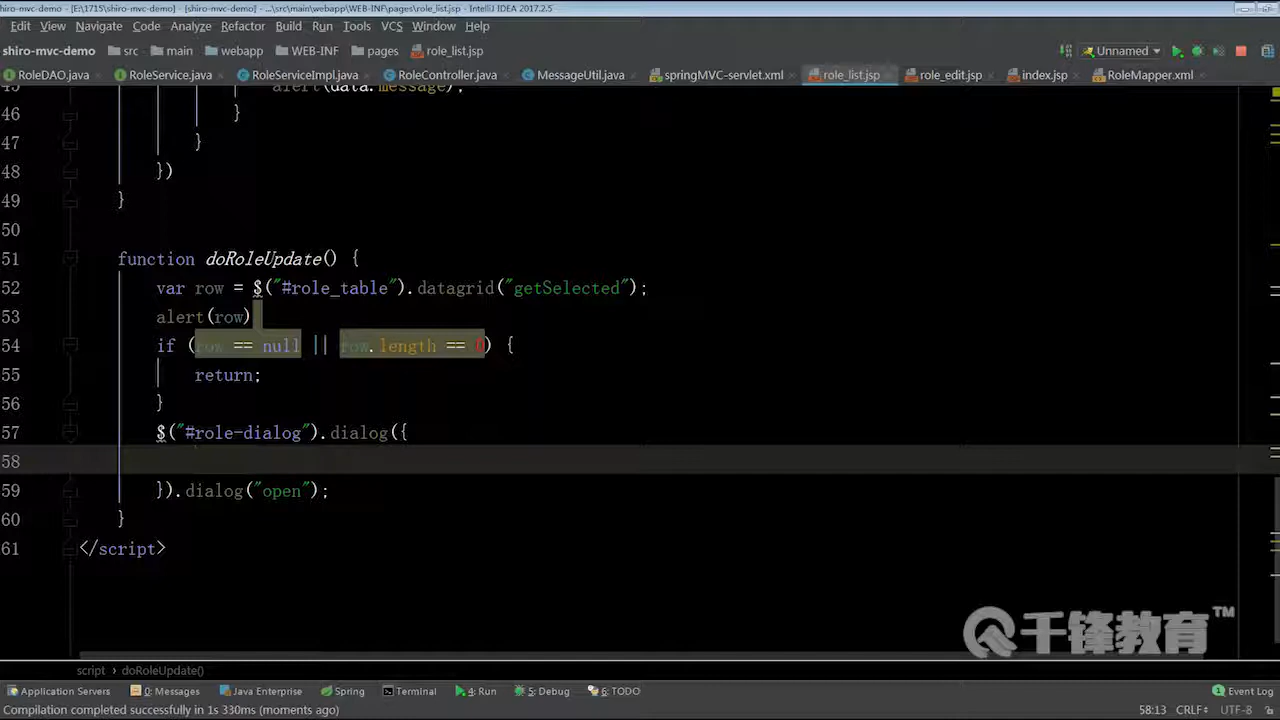 shiro-mvc-demo - [E:\1715\shiro-mvc-demo] - [shiro-mvc-demo] - ...\src\main\webapp\WEB-INF\pages\role_list.jsp - IntelliJ IDEA 2017.2.5
Edit View Navigate Code Analyze Refactor Build Run Tools VCS Window Help
shiro-mvc-demo src main webapp WEB-INF pages role_list.jsp Unnamed
RoleDAO.java RoleService.java RoleServiceImpl.java RoleController.java MessageUtil.java springMVC-servlet.xml role_list.jsp role_edit.jsp index.jsp RoleMapper.xml
45 alert(data.message);
46 }
47 }
48 })
49 }
50
51 function doRoleUpdate() {
52 var row = $("#role_table").datagrid("getSelected");
53 alert(row)
54 if (row == null || row.length == 0) {
55 return;
56 }
57 $("#role-dialog").dialog({
58
59 }).dialog("open");
60 }
61 </script>
千锋教育™
script › doRoleUpdate()
Application Servers 0: Messages Java Enterprise Spring Terminal 4: Run 5: Debug 6: TODO Event Log
Compilation completed successfully in 1s 330ms (moments ago) 58:13 CRLF UTF-8